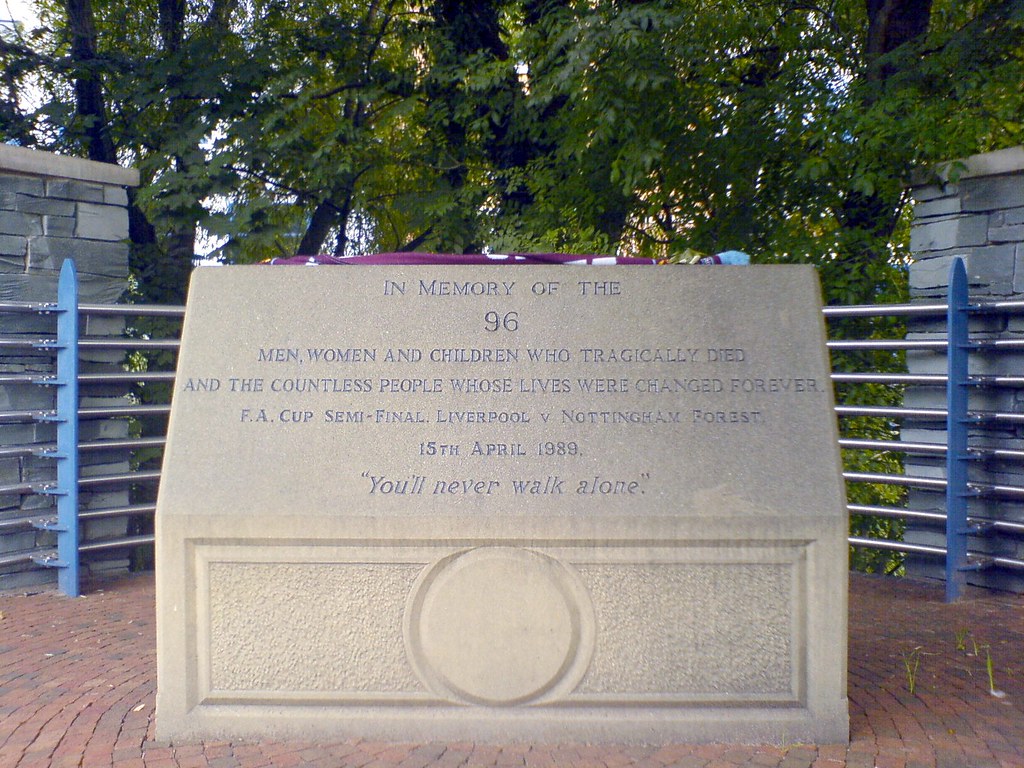 In Memory of the
96
men, women and children who tragically died
and the countless people whose lives were changed forever.
F.A. Cup Semi-Final. Liverpool v Nottingham Forest.
15th April 1989.
"You'll never walk alone."